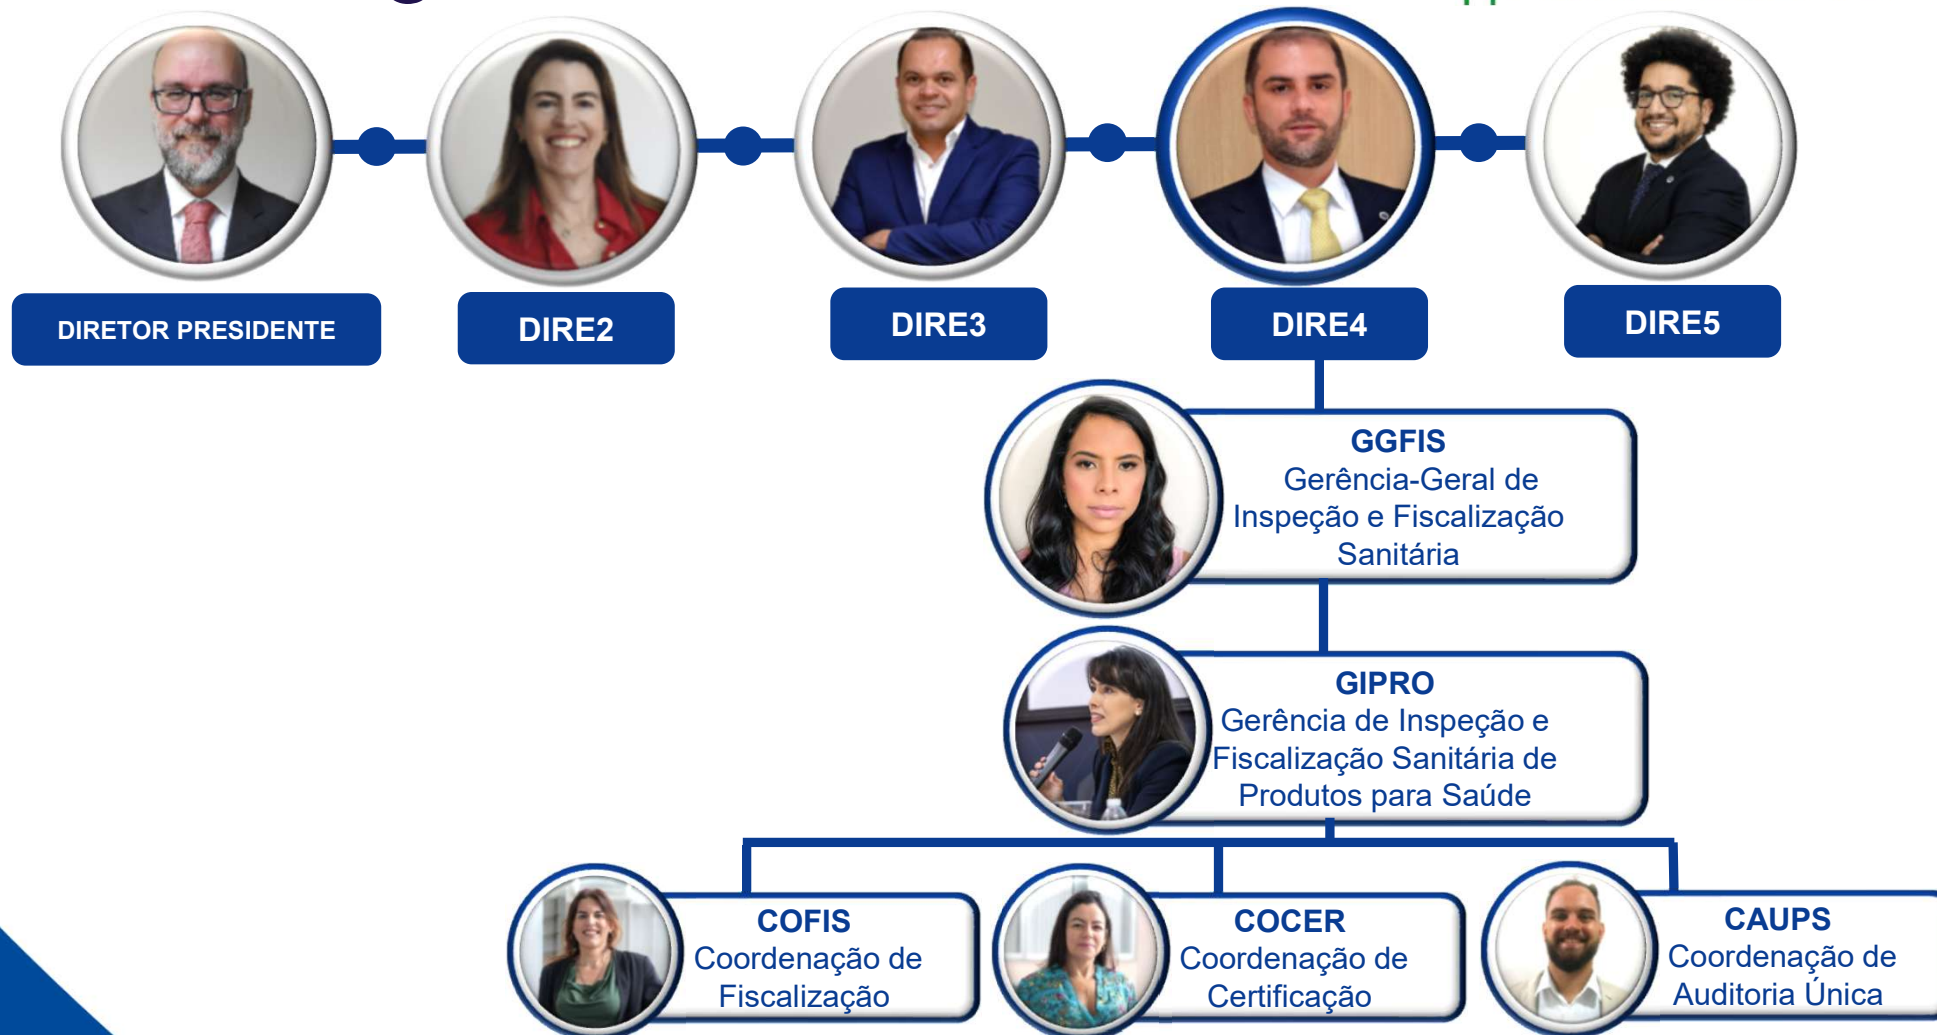 DIRETOR PRESIDENTE
DIRE2
DIRE3
DIRE4
DIRE5
GGFIS
Gerência-Geral de
Inspeção e Fiscalização
Sanitária
GIPRO
Gerência de Inspeção e
Fiscalização Sanitária de
Produtos para Saúde
COFIS
Coordenação de
Fiscalização
COCER
Coordenação de
Certificação
CAUPS
Coordenação de
Auditoria Única